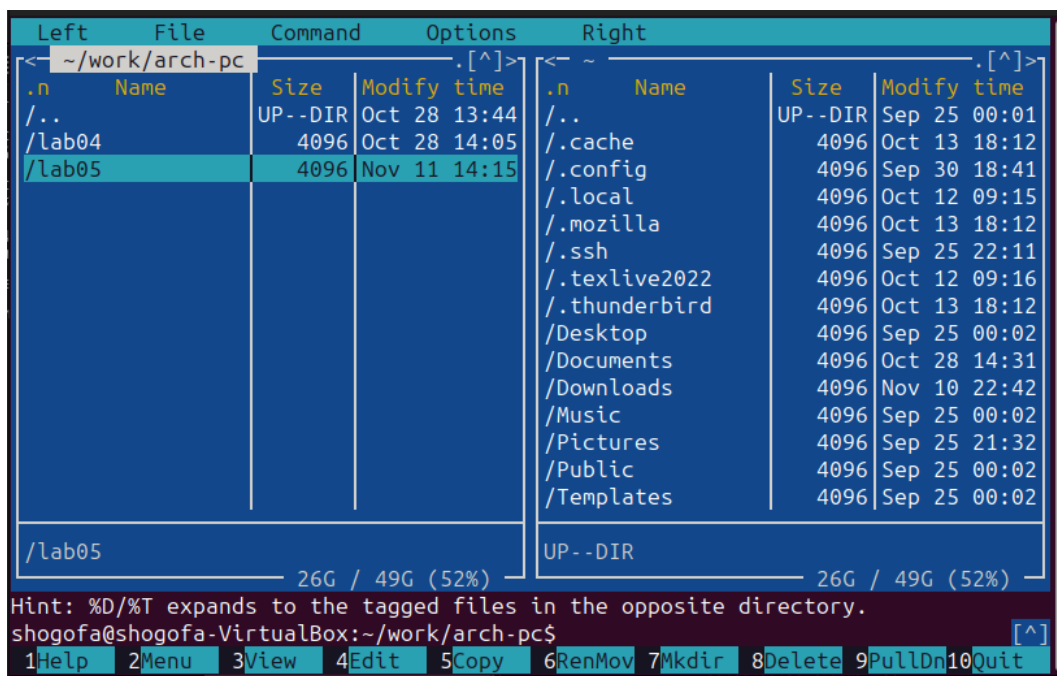 Left File Command Options Right
<- ~/work/arch-pc .[^]>
.n Name Size Modify time
/.. UP--DIR Oct 28 13:44
/lab04 4096 Oct 28 14:05
/lab05 4096 Nov 11 14:15
/lab05
26G / 49G (52%)
<- ~ .[^]>
.n Name Size Modify time
/.. UP--DIR Sep 25 00:01
/.cache 4096 Oct 13 18:12
/.config 4096 Sep 30 18:41
/.local 4096 Oct 12 09:15
/.mozilla 4096 Oct 13 18:12
/.ssh 4096 Sep 25 22:11
/.texlive2022 4096 Oct 12 09:16
/.thunderbird 4096 Oct 13 18:12
/Desktop 4096 Sep 25 00:02
/Documents 4096 Oct 28 14:31
/Downloads 4096 Nov 10 22:42
/Music 4096 Sep 25 00:02
/Pictures 4096 Sep 25 21:32
/Public 4096 Sep 25 00:02
/Templates 4096 Sep 25 00:02
UP--DIR
26G / 49G (52%)
Hint: %D/%T expands to the tagged files in the opposite directory.
shogofa@shogofa-VirtualBox:~/work/arch-pc$ [^]
1Help 2Menu 3View 4Edit 5Copy 6RenMov 7Mkdir 8Delete 9PullDn 10Quit